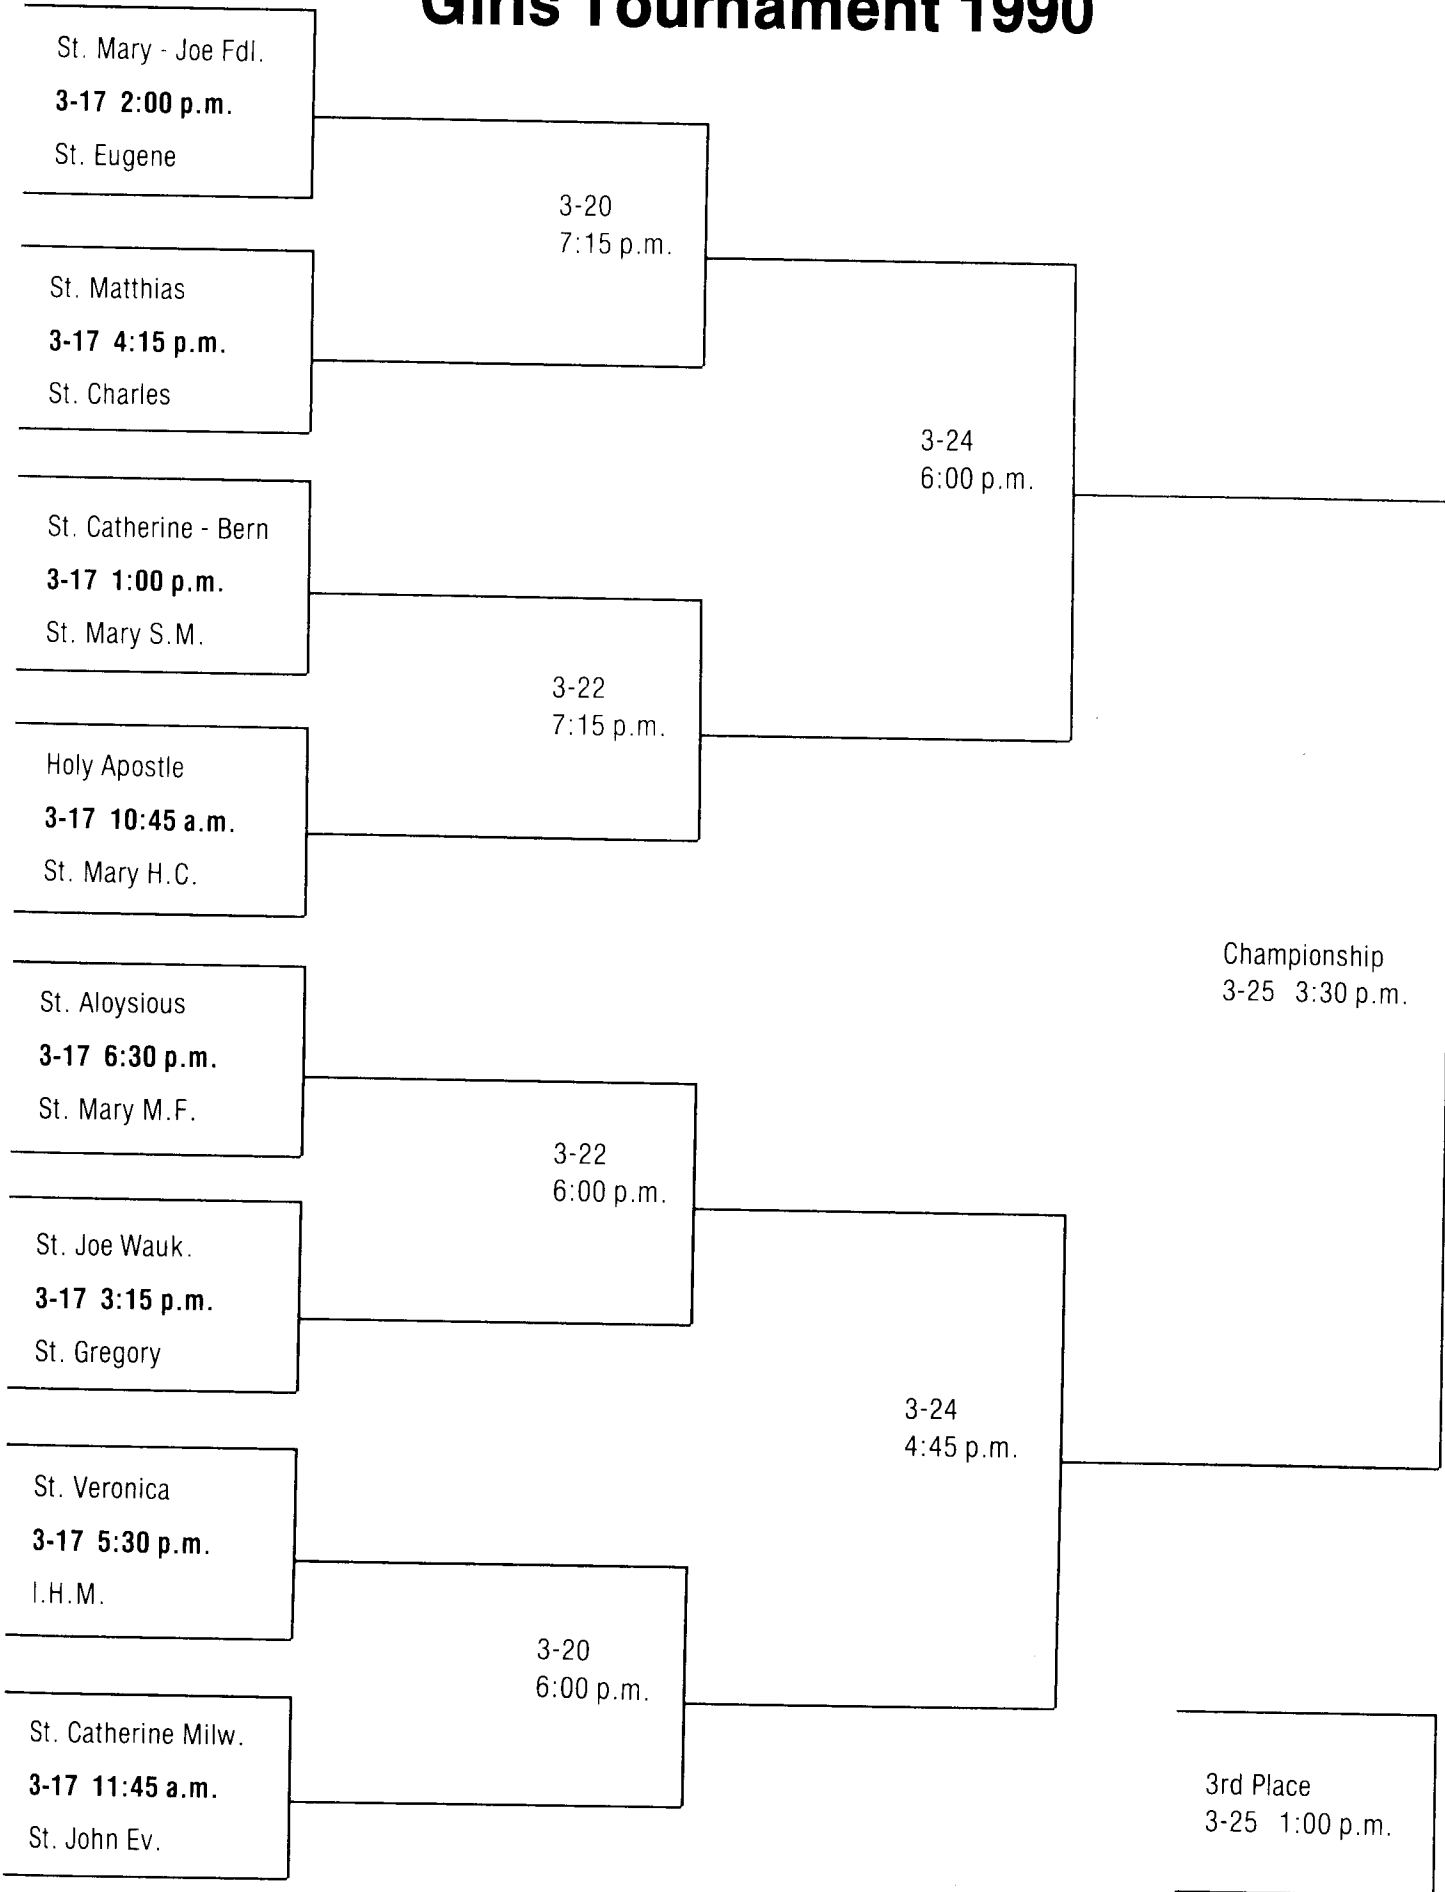 Girls Tournament 1990
St. Mary - Joe Fdl.
3-17 2:00 p.m.
St. Eugene
3-20
7:15 p.m.
St. Matthias
3-17 4:15 p.m.
St. Charles
3-24
6:00 p.m.
St. Catherine - Bern
3-17 1:00 p.m.
St. Mary S.M.
3-22
7:15 p.m.
Holy Apostle
3-17 10:45 a.m.
St. Mary H.C.
Championship
3-25 3:30 p.m.
St. Aloysious
3-17 6:30 p.m.
St. Mary M.F.
3-22
6:00 p.m.
St. Joe Wauk.
3-17 3:15 p.m.
St. Gregory
3-24
4:45 p.m.
St. Veronica
3-17 5:30 p.m.
I.H.M.
3-20
6:00 p.m.
St. Catherine Milw.
3-17 11:45 a.m.
St. John Ev.
3rd Place
3-25 1:00 p.m.